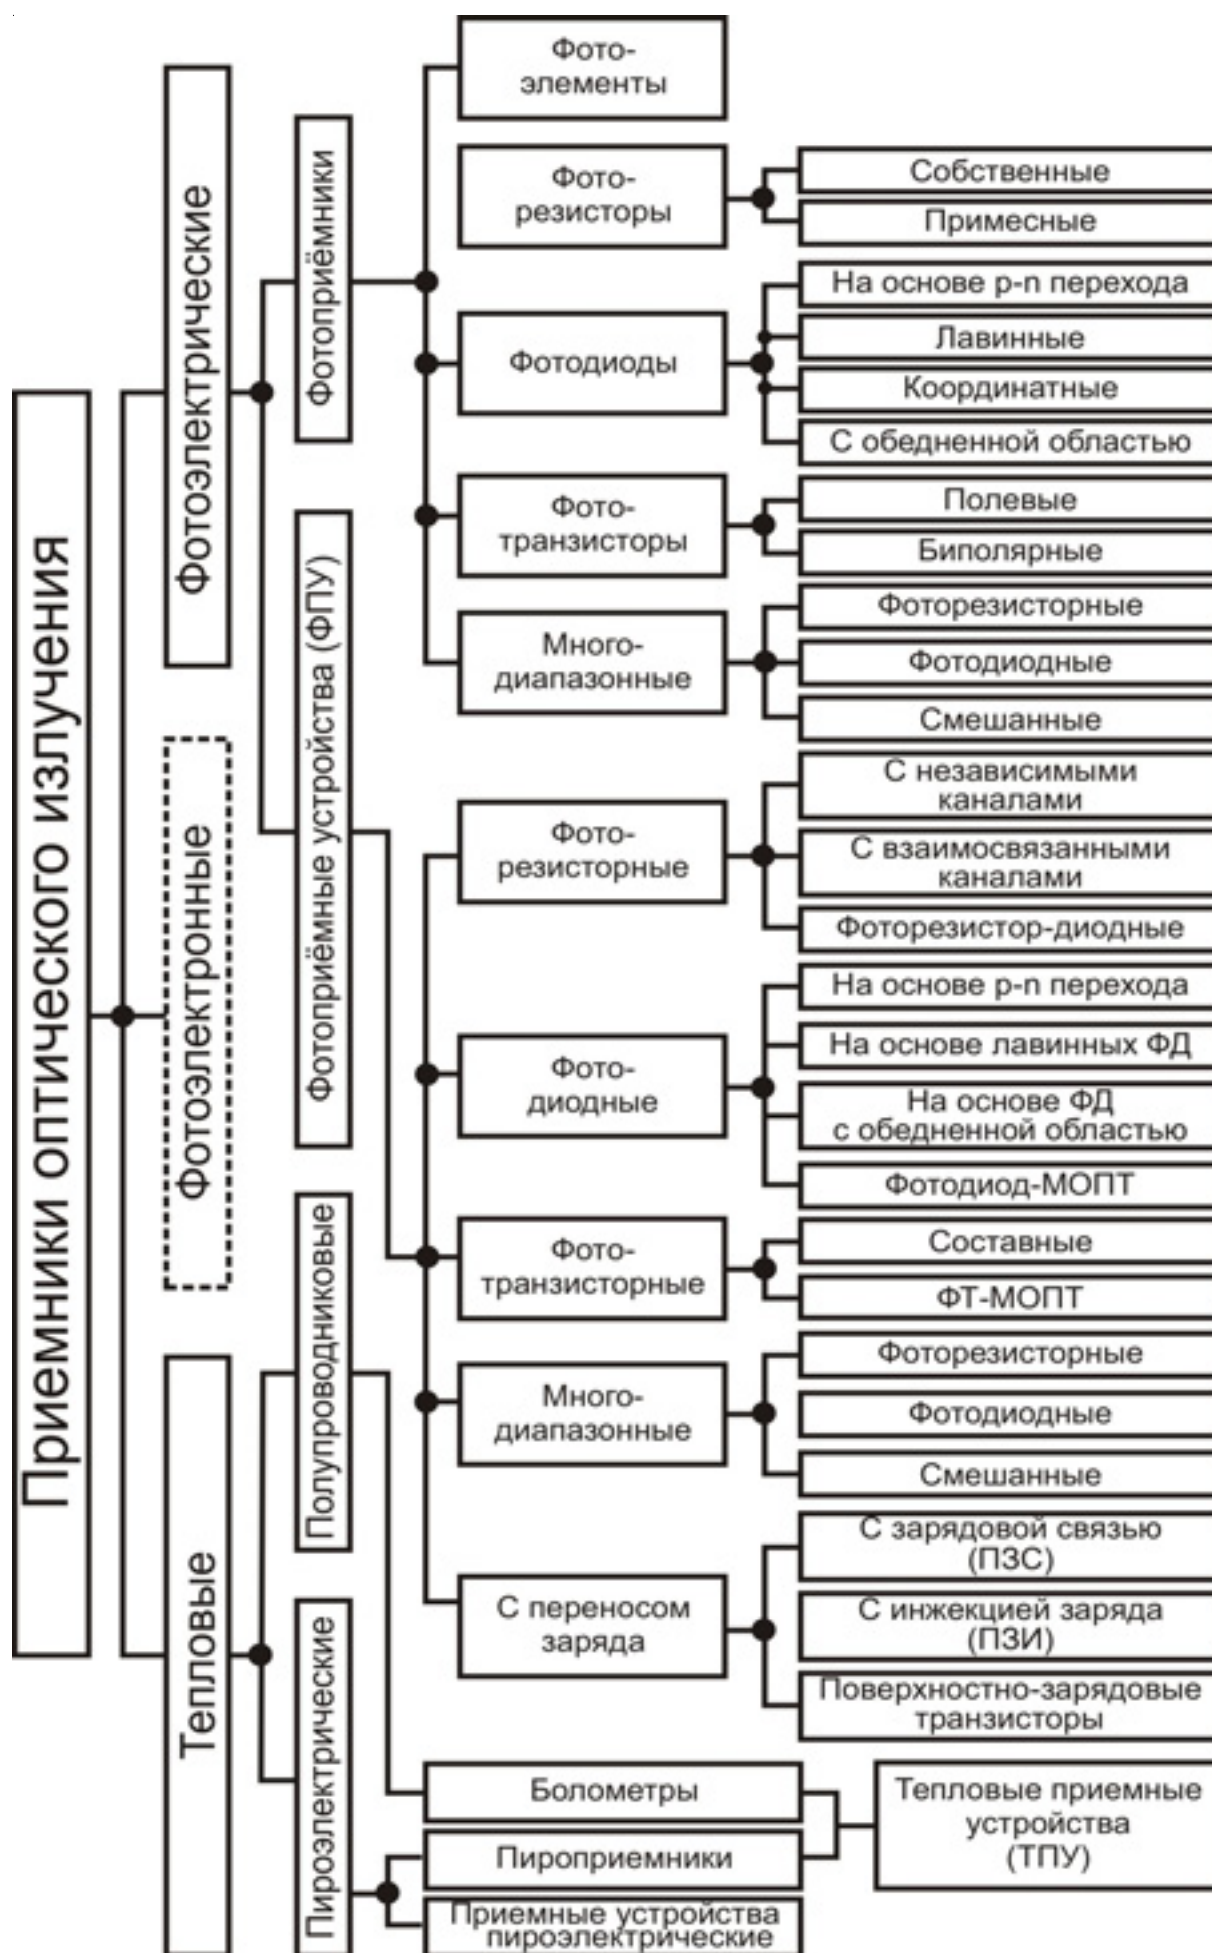 Приемники оптического излучения
Фотоэлектрические
Фотоэлектронные
Тепловые
Фотоприёмники
Фотоприёмные устройства (ФПУ)
Полупроводниковые
Пироэлектрические
Фото-
элементы
Фото-
резисторы
Собственные
Примесные
Фотодиоды
На основе р-n перехода
Лавинные
Координатные
С обедненной областью
Фото-
транзисторы
Полевые
Биполярные
Много-
диапазонные
Фоторезисторные
Фотодиодные
Смешанные
Фото-
резисторные
С независимыми
каналами
С взаимосвязанными
каналами
Фоторезистор-диодные
Фото-
диодные
На основе р-n перехода
На основе лавинных ФД
На основе ФД
с обедненной областью
Фотодиод-МОПТ
Фото-
транзисторные
Составные
ФТ-МОПТ
Много-
диапазонные
Фоторезисторные
Фотодиодные
Смешанные
С переносом
заряда
С зарядовой связью
(ПЗС)
С инжекцией заряда
(ПЗИ)
Поверхностно-зарядовые
транзисторы
Болометры
Пироприемники
Приемные устройства
пироэлектрические
Тепловые приемные
устройства
(ТПУ)